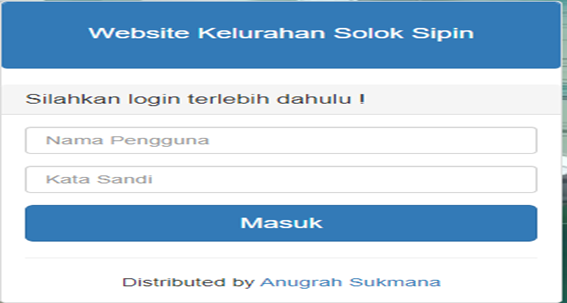 Website Kelurahan Solok Sipin
Silahkan login terlebih dahulu !
Nama Pengguna
Kata Sandi
Masuk
Distributed by Anugrah Sukmana